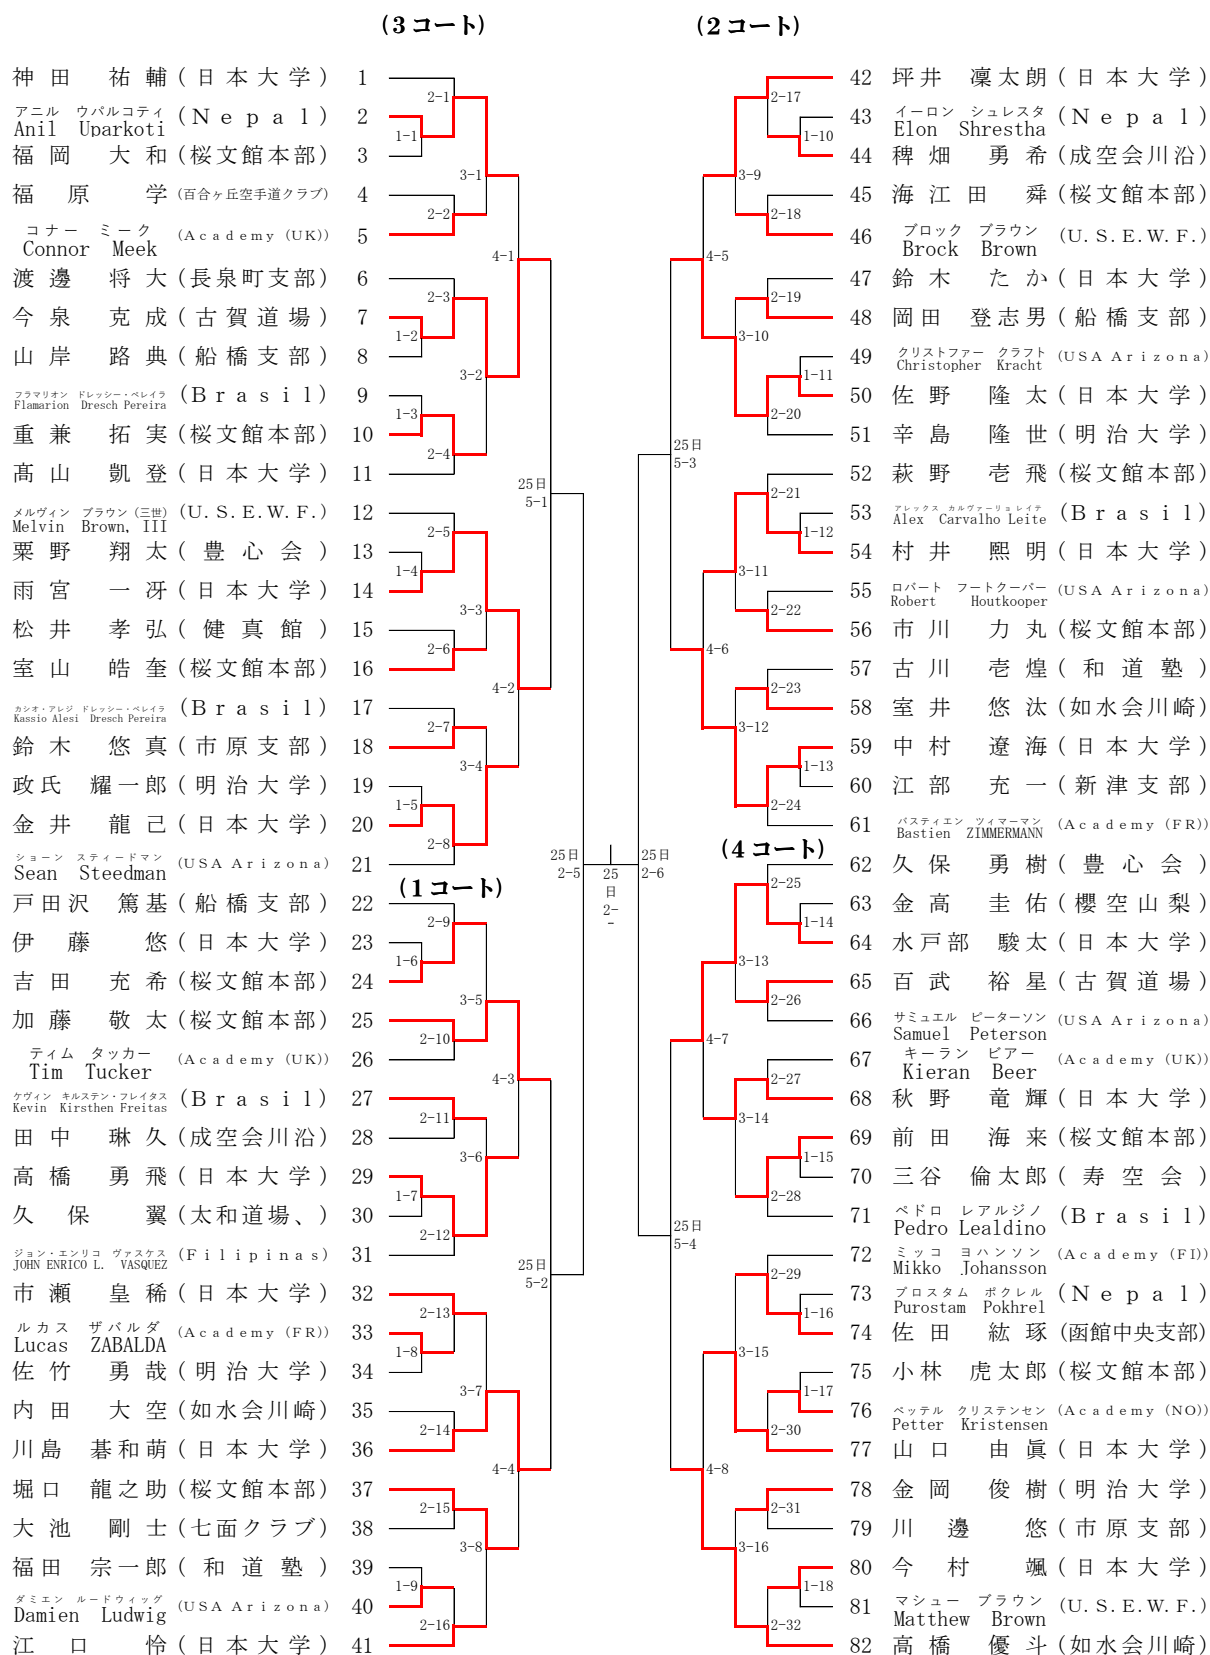 (3コート)
神田 祐輔 (日本大学) 1
アニル ウパルコティ
Anil Uparkoti (Nepal) 2
福岡 大和 (桜文館本部) 3
福原 学 (百合ヶ丘空手道クラブ) 4
コナー ミーク
Connor Meek (Academy (UK)) 5
渡邊 将大 (長泉町支部) 6
今泉 克成 (古賀道場) 7
山岸 路典 (船橋支部) 8
フラマリオン ドレッシー・ペレイラ
Flamarion Dresch Pereira (Brasil) 9
重兼 拓実 (桜文館本部) 10
髙山 凱登 (日本大学) 11
メルヴィン ブラウン (三世)
Melvin Brown, III (U.S.E.W.F.) 12
粟野 翔太 (豊心会) 13
雨宮 一冴 (日本大学) 14
松井 孝弘 (健真館) 15
室山 皓奎 (桜文館本部) 16
カシオ・アレジ ドレッシー・ペレイラ
Kassio Alesi Dresch Pereira (Brasil) 17
鈴木 悠真 (市原支部) 18
政氏 耀一郎 (明治大学) 19
金井 龍己 (日本大学) 20
ショーン スティードマン
Sean Steedman (USA Arizona) 21
2-1
1-1
3-1
2-2
4-1
2-3
1-2
3-2
1-3
2-4
25日
5-1
2-5
1-4
3-3
2-6
4-2
2-7
3-4
1-5
2-8
(1コート)
戸田沢 篤基 (船橋支部) 22
伊藤 悠 (日本大学) 23
吉田 充希 (桜文館本部) 24
加藤 敬太 (桜文館本部) 25
ティム タッカー
Tim Tucker (Academy (UK)) 26
ケヴィン キルステン・フレイタス
Kevin Kirsthen Freitas (Brasil) 27
田中 琳久 (成空会川沿) 28
高橋 勇飛 (日本大学) 29
久保 翼 (太和道場、) 30
ジョン・エンリコ ヴァスケス
JOHN ENRICO L. VASQUEZ (Filipinas) 31
市瀬 皇稀 (日本大学) 32
ルカス ザバルダ
Lucas ZABALDA (Academy (FR)) 33
佐竹 勇哉 (明治大学) 34
内田 大空 (如水会川崎) 35
川島 碁和萌 (日本大学) 36
堀口 龍之助 (桜文館本部) 37
大池 剛士 (七面クラブ) 38
福田 宗一郎 (和道塾) 39
ダミエン ルードウィッグ
Damien Ludwig (USA Arizona) 40
江口 怜 (日本大学) 41
2-9
1-6
3-5
2-10
4-3
2-11
3-6
1-7
2-12
25日
5-2
2-13
1-8
3-7
2-14
4-4
2-15
3-8
1-9
2-16
25日
2-5
25
日
2-
-
25日
2-6
(2コート)
42 坪井 凜太朗 (日本大学)
イーロン シュレスタ
43 Elon Shrestha (Nepal)
44 稗畑 勇希 (成空会川沿)
45 海江田 舜 (桜文館本部)
ブロック ブラウン
46 Brock Brown (U.S.E.W.F.)
47 鈴木 たか (日本大学)
48 岡田 登志男 (船橋支部)
クリストファー クラフト
49 Christopher Kracht (USA Arizona)
50 佐野 隆太 (日本大学)
51 辛島 隆世 (明治大学)
52 萩野 壱飛 (桜文館本部)
アレックス カルヴァーリョ レイテ
53 Alex Carvalho Leite (Brasil)
54 村井 熙明 (日本大学)
ロバート フートクーパー
55 Robert Houtkooper (USA Arizona)
56 市川 力丸 (桜文館本部)
57 古川 壱煌 (和道塾)
58 室井 悠汰 (如水会川崎)
59 中村 遼海 (日本大学)
60 江部 充一 (新津支部)
バスティエン ツィマーマン
61 Bastien ZIMMERMANN (Academy (FR))
2-17
1-10
3-9
2-18
4-5
2-19
3-10
1-11
2-20
25日
5-3
2-21
1-12
3-11
2-22
4-6
2-23
3-12
1-13
2-24
(4コート)
62 久保 勇樹 (豊心会)
63 金高 圭佑 (櫻空山梨)
64 水戸部 駿太 (日本大学)
65 百武 裕星 (古賀道場)
サミュエル ピーターソン
66 Samuel Peterson (USA Arizona)
キーラン ビアー
67 Kieran Beer (Academy (UK))
68 秋野 竜輝 (日本大学)
69 前田 海来 (桜文館本部)
70 三谷 倫太郎 (寿空会)
ペドロ レアルジノ
71 Pedro Lealdino (Brasil)
ミッコ ヨハンソン
72 Mikko Johansson (Academy (FI))
プロスタム ポクレル
73 Purostam Pokhrel (Nepal)
74 佐田 紘琢 (函館中央支部)
75 小林 虎太郎 (桜文館本部)
ペッテル クリステンセン
76 Petter Kristensen (Academy (NO))
77 山口 由眞 (日本大学)
78 金岡 俊樹 (明治大学)
79 川邊 悠 (市原支部)
80 今村 颯 (日本大学)
マシュー ブラウン
81 Matthew Brown (U.S.E.W.F.)
82 高橋 優斗 (如水会川崎)
2-25
1-14
3-13
2-26
4-7
2-27
3-14
1-15
2-28
25日
5-4
2-29
1-16
3-15
1-17
2-30
4-8
2-31
3-16
1-18
2-32